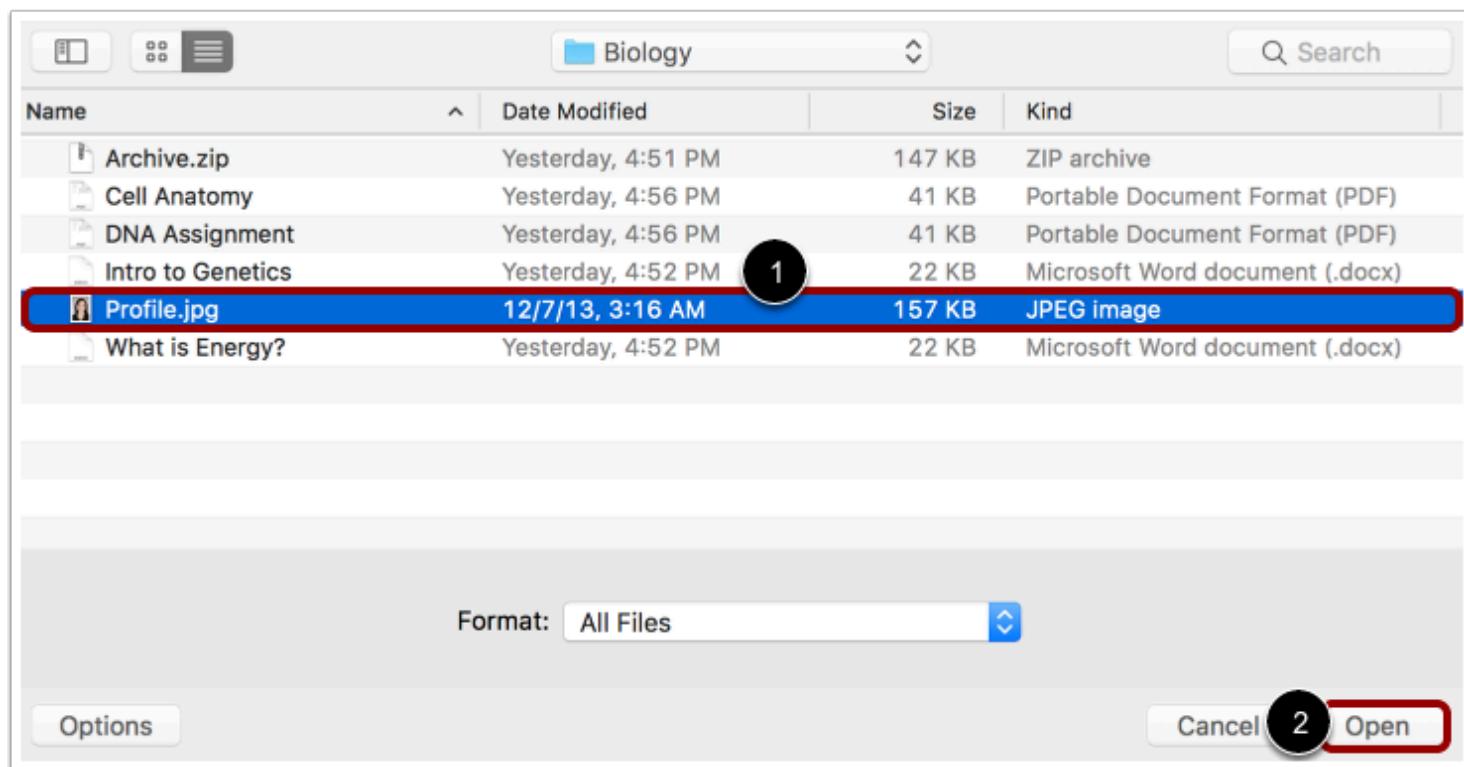 Biology Search
Name Date Modified Size Kind
Archive.zip Yesterday, 4:51 PM 147 KB ZIP archive
Cell Anatomy Yesterday, 4:56 PM 41 KB Portable Document Format (PDF)
DNA Assignment Yesterday, 4:56 PM 41 KB Portable Document Format (PDF)
Intro to Genetics Yesterday, 4:52 PM 22 KB Microsoft Word document (.docx)
1
Profile.jpg 12/7/13, 3:16 AM 157 KB JPEG image
What is Energy? Yesterday, 4:52 PM 22 KB Microsoft Word document (.docx)
Format: All Files
Options Cancel 2 Open